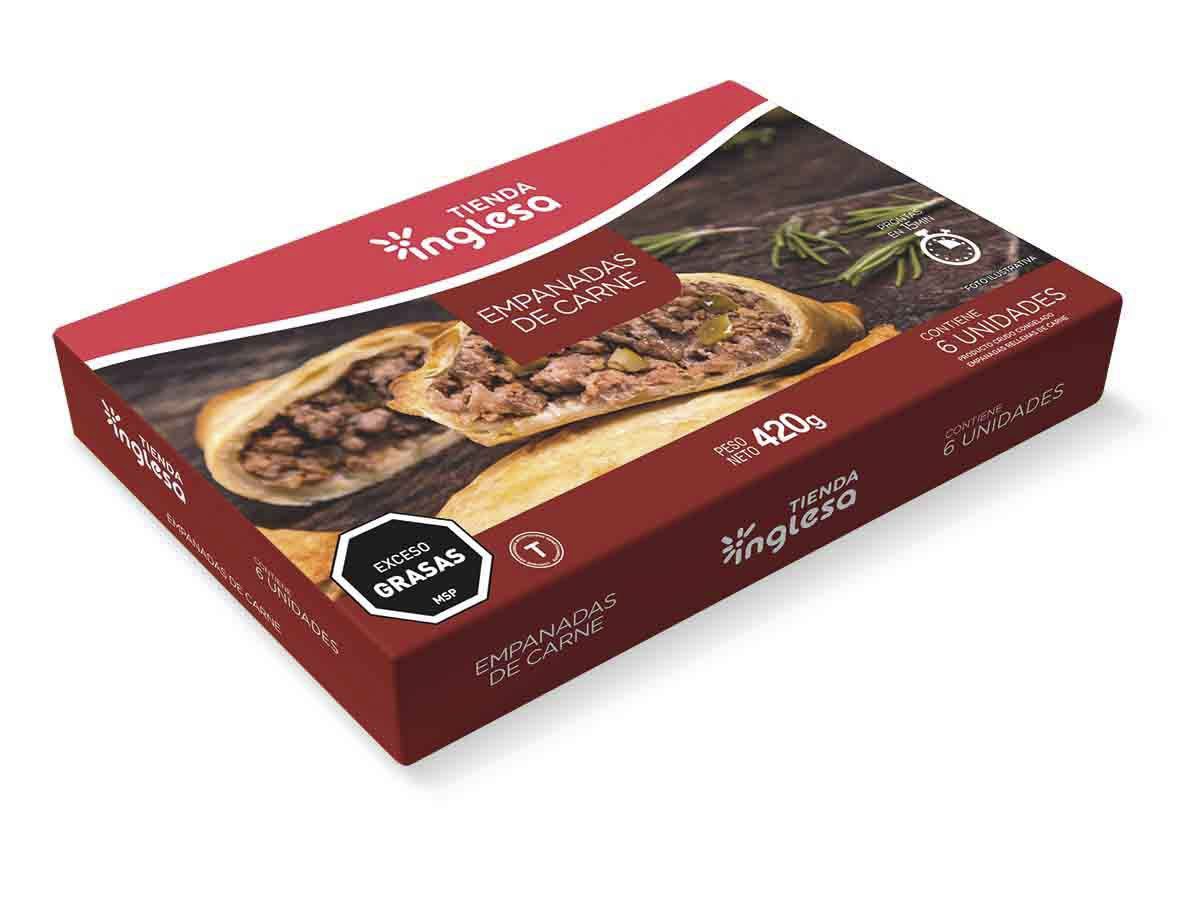 TIENDA
inglesa
EMPANADAS
DE CARNE
PRONTAS
EN 15MIN
FOTO ILUSTRATIVA
CONTIENE
6 UNIDADES
PRODUCTO CRUDO CONGELADO
EMPANADAS RELLENAS DE CARNE
PESO
NETO 420g
EXCESO
GRASAS
MSP
T
TIENDA
inglesa
EMPANADAS DE CARNE
CONTIENE
6 UNIDADES
EMPANADAS
DE CARNE
TIENDA
inglesa
CONTIENE
6 UNIDADES